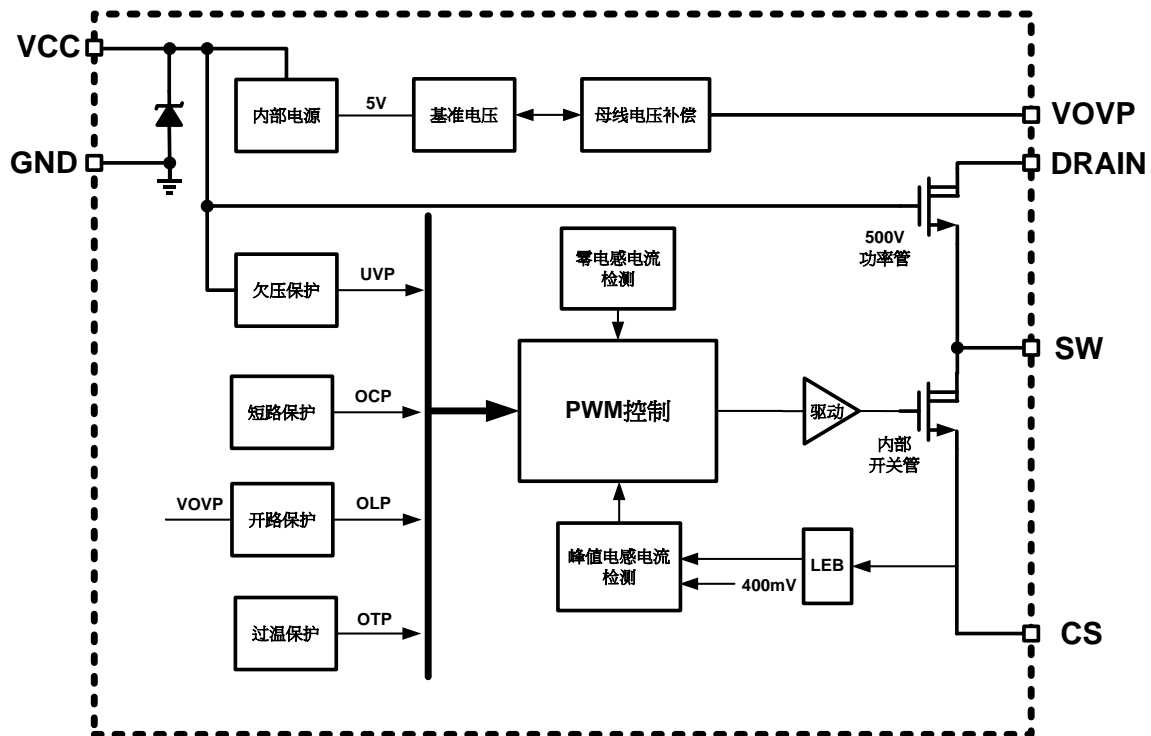 VCC
GND
内部电源
5V
基准电压
母线电压补偿
VOVP
DRAIN
500V
功率管
零电感电流
检测
欠压保护
UVP
SW
短路保护
OCP
PWM控制
驱动
内部
开关管
VOVP
开路保护
OLP
峰值电感电流
检测
400mV
LEB
过温保护
OTP
CS